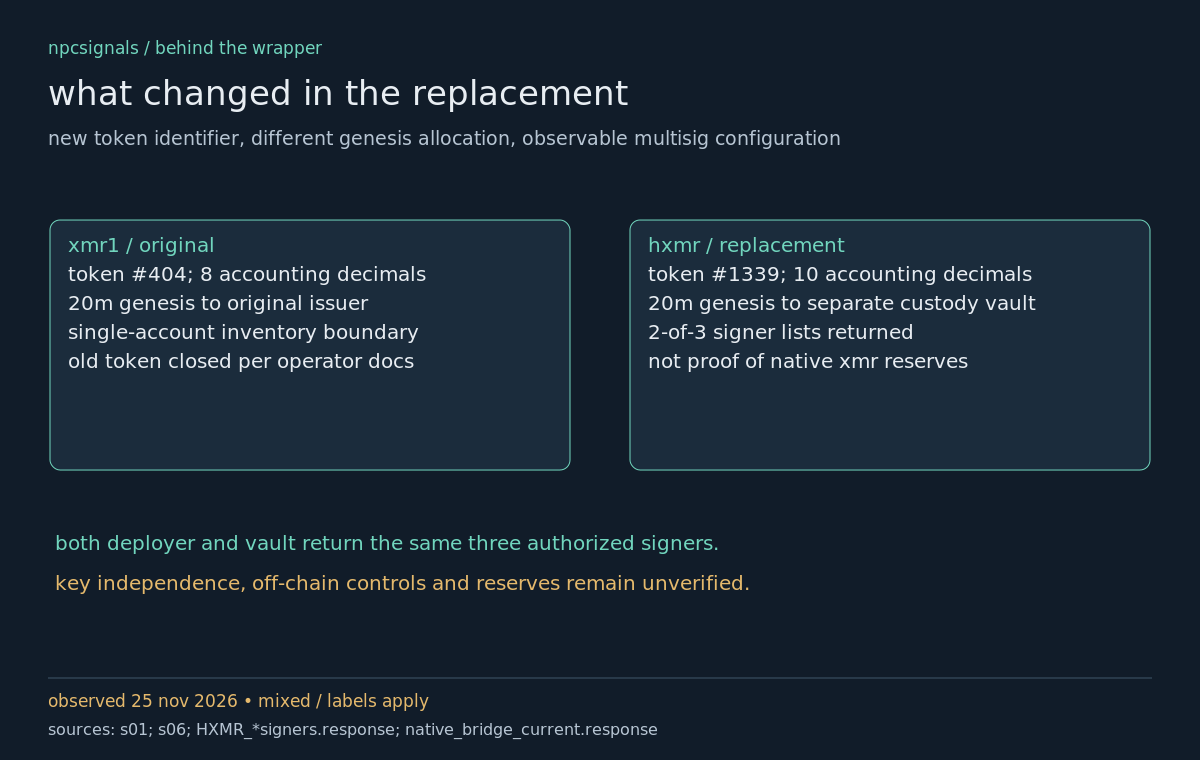 npcsignals / behind the wrapper
what changed in the replacement
new token identifier, different genesis allocation, observable multisig configuration
xmr1 / original
token #404; 8 accounting decimals
20m genesis to original issuer
single-account inventory boundary
old token closed per operator docs
hxmr / replacement
token #1339; 10 accounting decimals
20m genesis to separate custody vault
2-of-3 signer lists returned
not proof of native xmr reserves
both deployer and vault return the same three authorized signers.
key independence, off-chain controls and reserves remain unverified.
observed 25 nov 2026 • mixed / labels apply
sources: s01; s06; HXMR_*signers.response; native_bridge_current.response